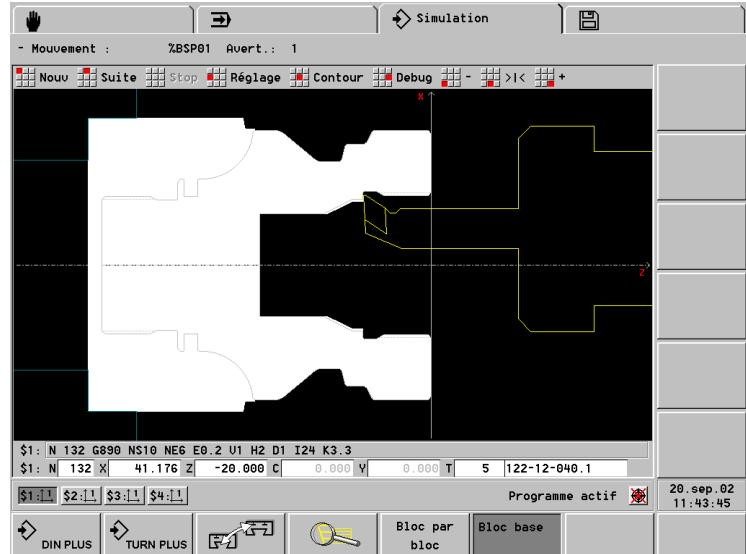 Simulation
- Mouvement : %BSP01 Avert.: 1
Nouv Suite Stop Réglage Contour Debug - >|< +
X
Z
$1: N 132 G890 NS10 NE6 E0.2 V1 H2 D1 I24 K3.3
$1: N 132 X 41.176 Z -20.000 C 0.000 Y 0.000 T 5 122-12-040.1
$1: 1 $2: 1 $3: 1 $4: 1 Programme actif
20.sep.02
11:43:45
DIN PLUS TURN PLUS Bloc par bloc Bloc base